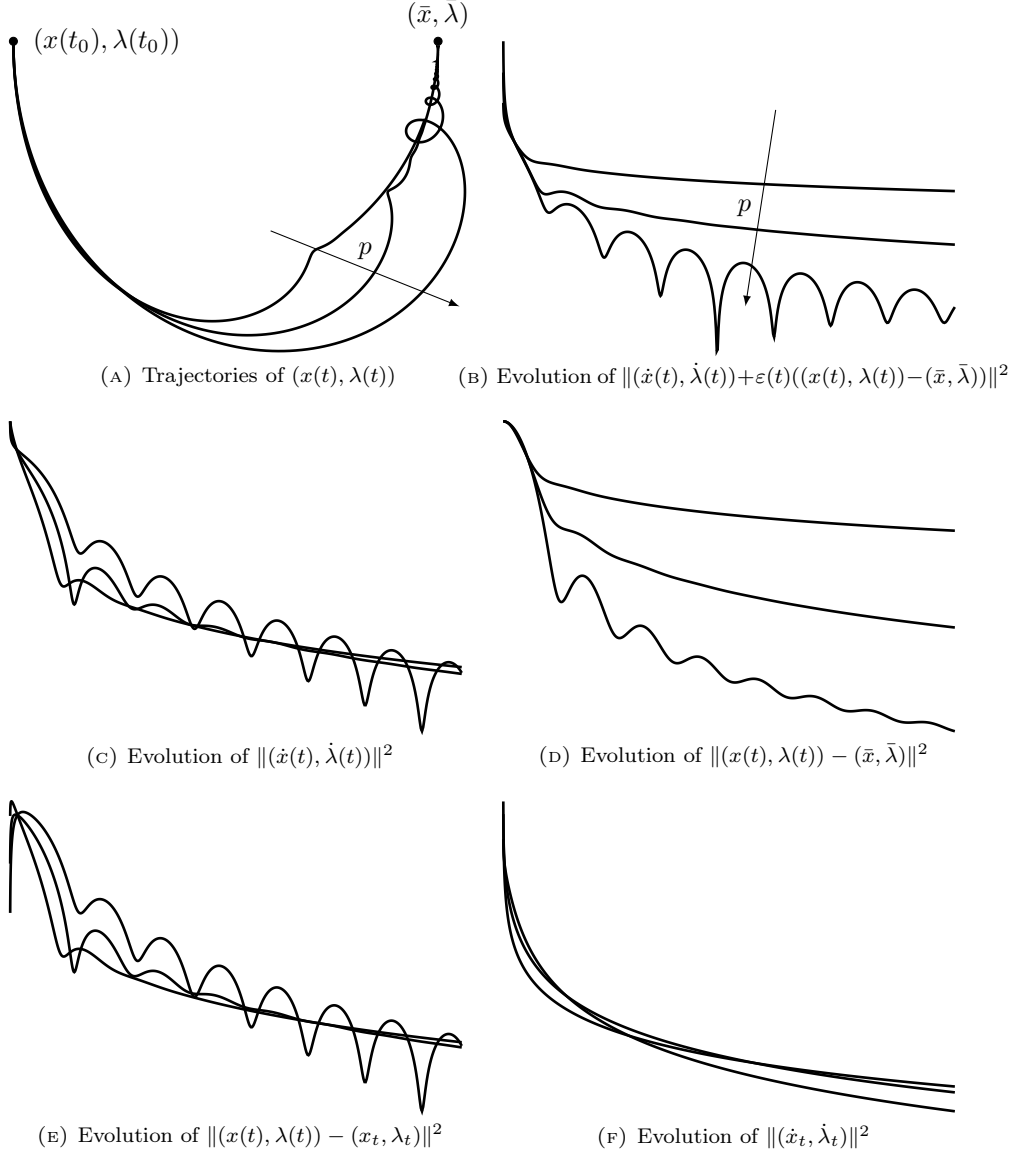 (x̄, λ̄)
(x(t₀), λ(t₀))
p
p
(A) Trajectories of (x(t), λ(t))
(B) Evolution of ‖(ẋ(t), λ̇(t))+ε(t)((x(t), λ(t))−(x̄, λ̄))‖²
(C) Evolution of ‖(ẋ(t), λ̇(t))‖²
(D) Evolution of ‖(x(t), λ(t)) − (x̄, λ̄)‖²
(E) Evolution of ‖(x(t), λ(t)) − (xₜ, λₜ)‖²
(F) Evolution of ‖(ẋₜ, λ̇ₜ)‖²